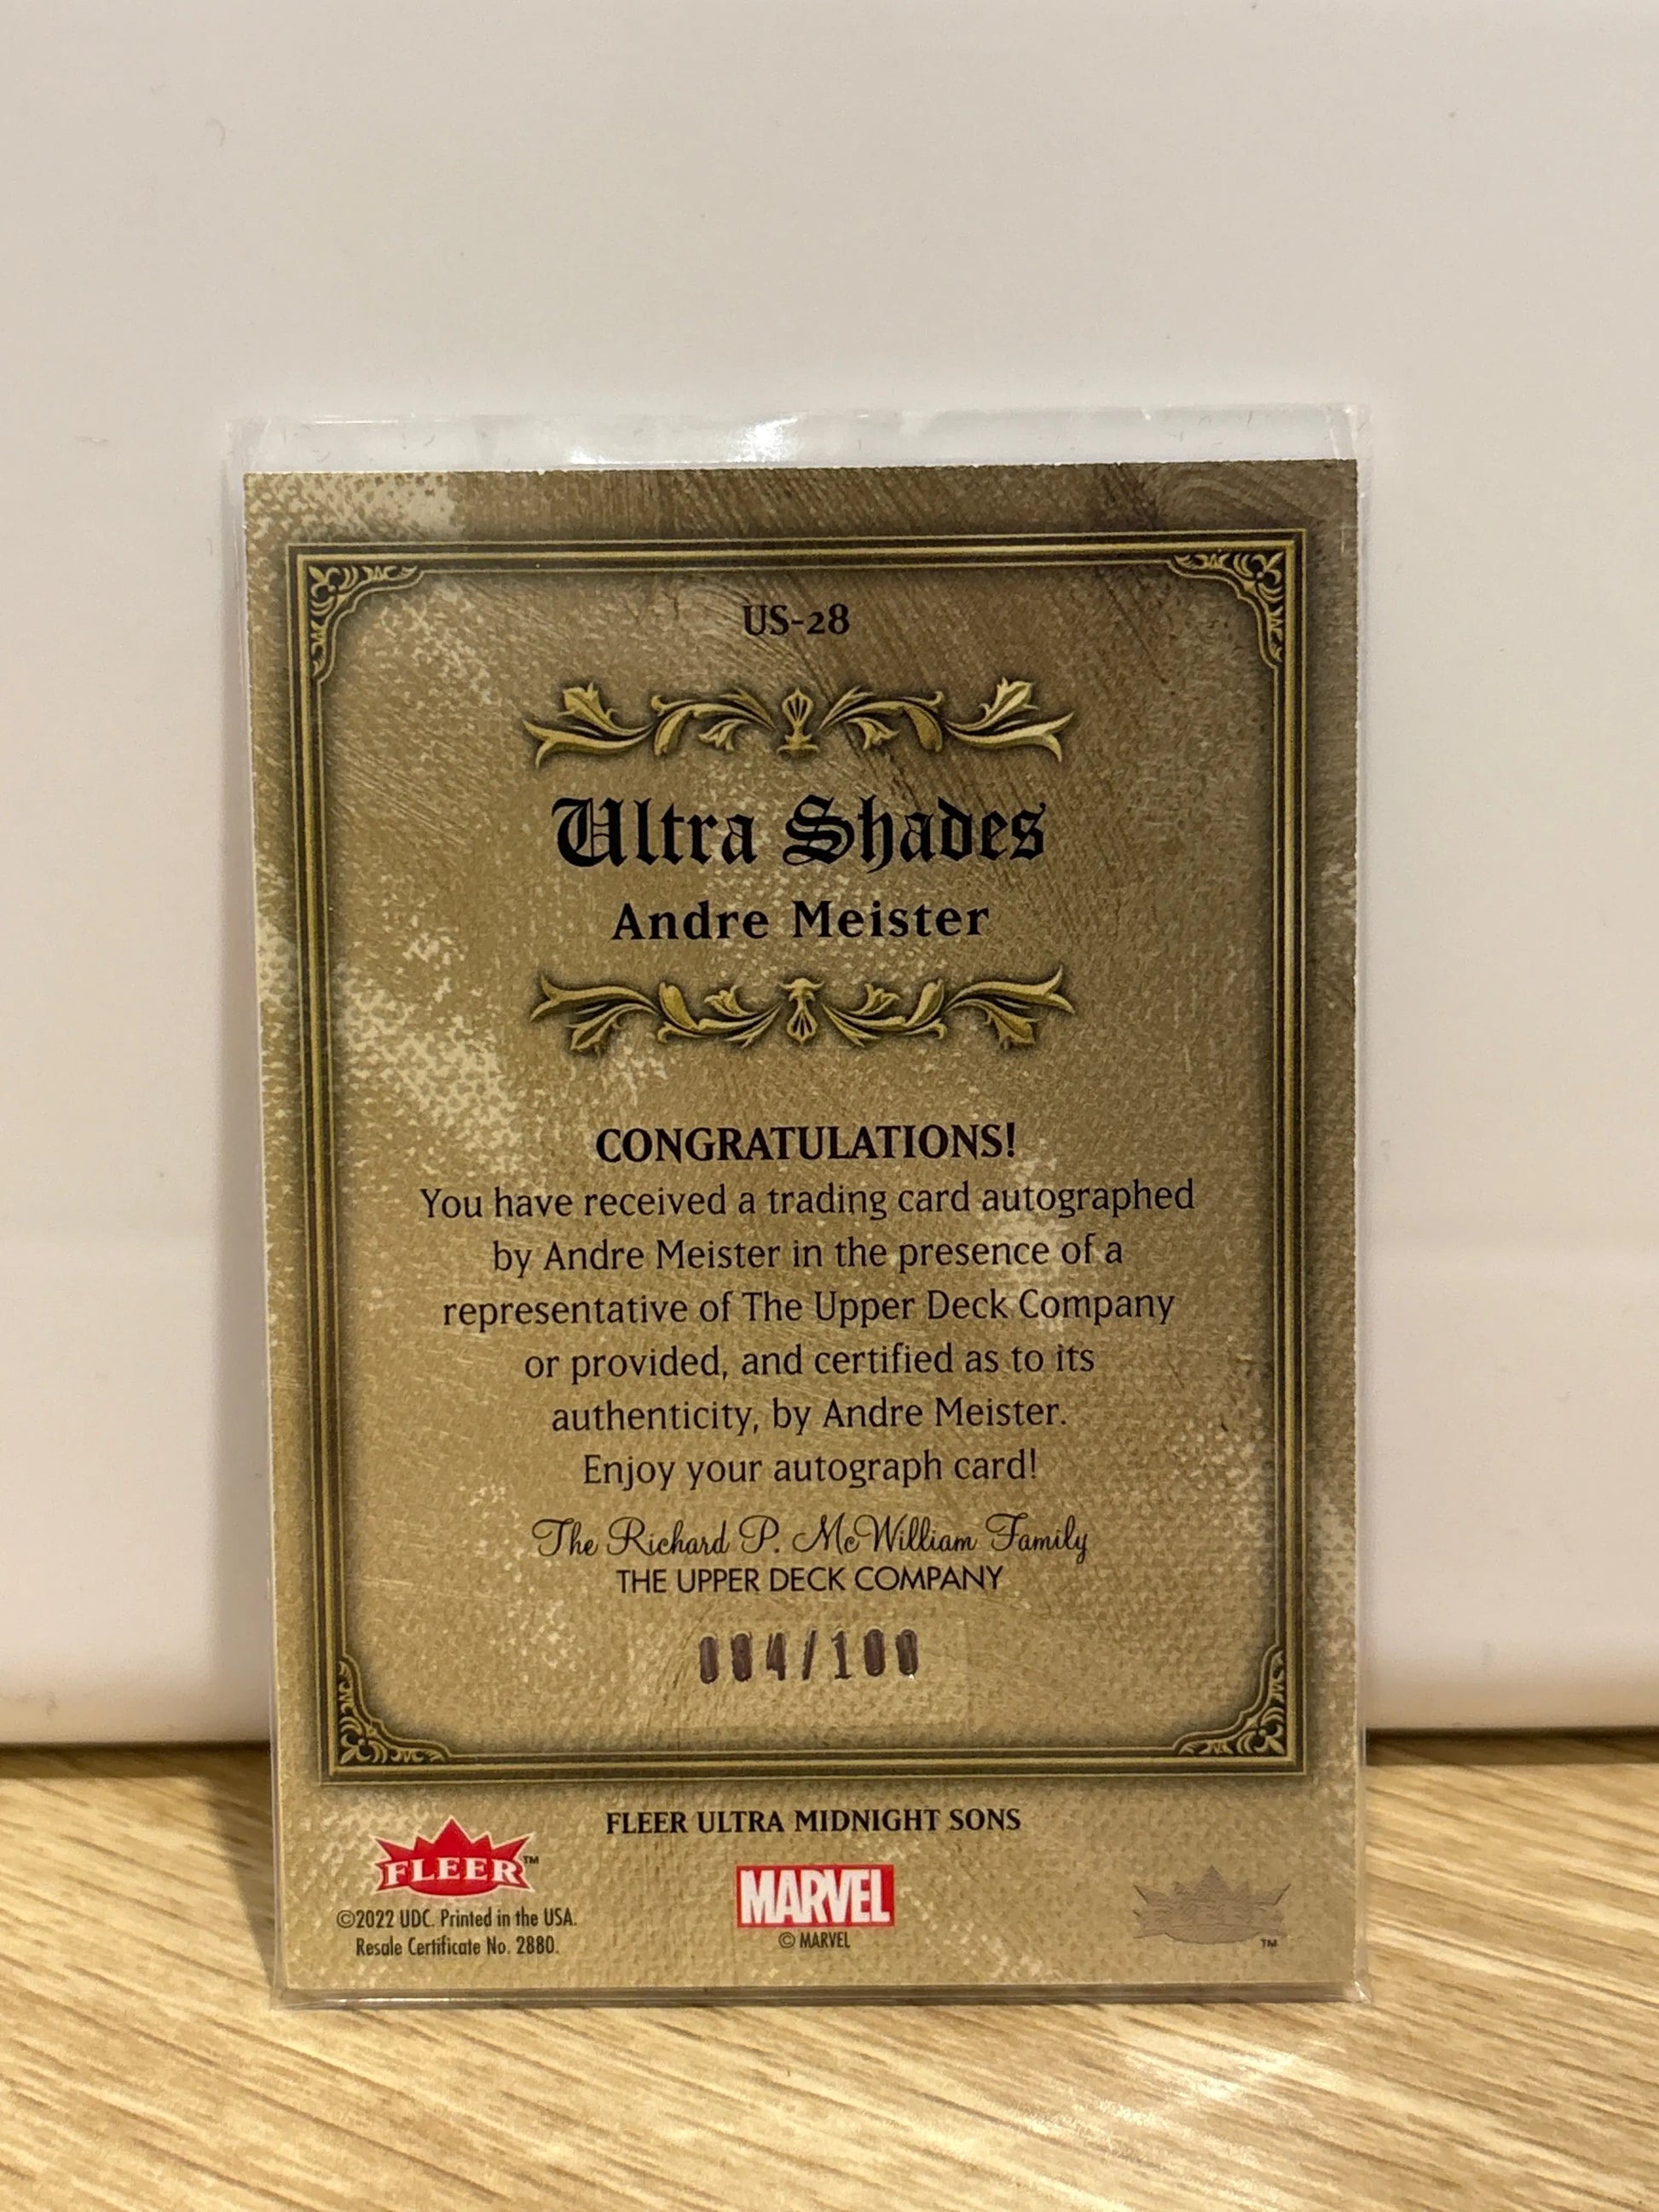 US-28
Ultra Shades
Andre Meister
CONGRATULATIONS!
You have received a trading card autographed
by Andre Meister in the presence of a
representative of The Upper Deck Company
or provided, and certified as to its
authenticity, by Andre Meister.
Enjoy your autograph card!
The Richard P. McWilliam Family
THE UPPER DECK COMPANY
084/100
FLEER ULTRA MIDNIGHT SONS
FLEER™
©2022 UDC. Printed in the USA.
Resale Certificate No. 2880.
MARVEL
© MARVEL
™